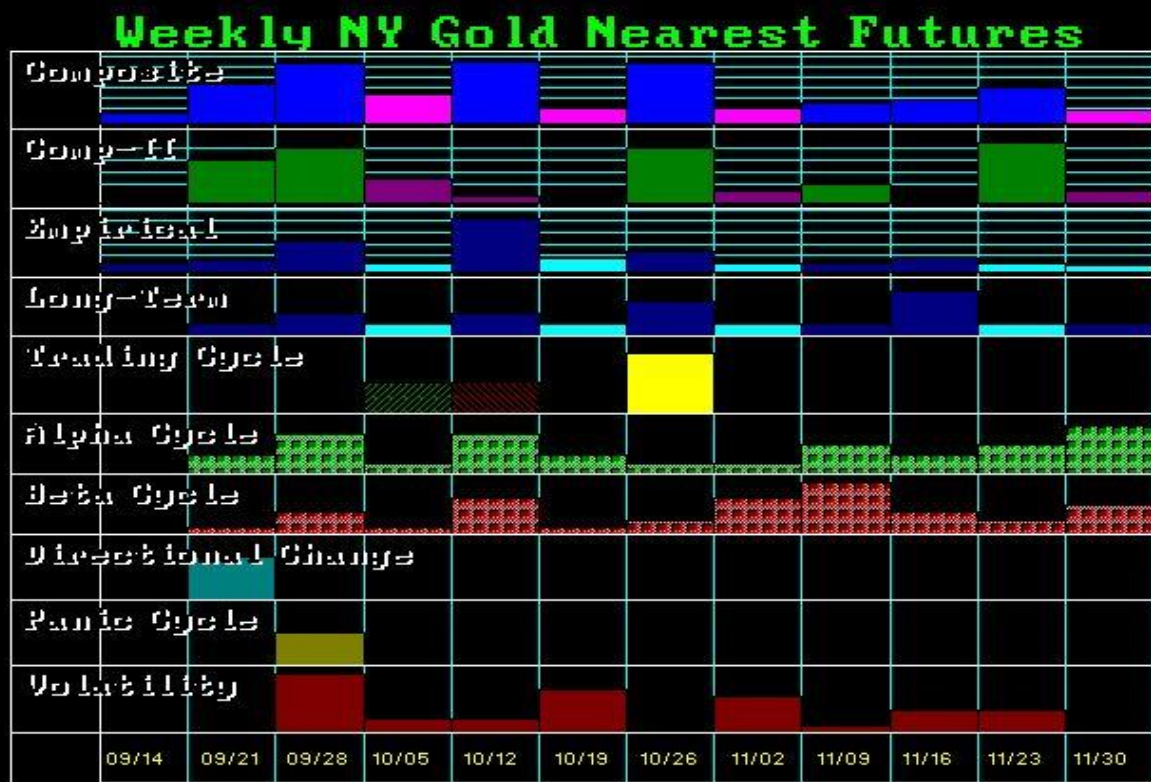 Weekly NY Gold Nearest Futures
Composite
Comp-II
Empirical
Long-Term
Trading Cycle
Alpha Cycle
Beta Cycle
Directional Change
Panic Cycle
Volatility
09/14 09/21 09/28 10/05 10/12 10/19 10/26 11/02 11/09 11/16 11/23 11/30